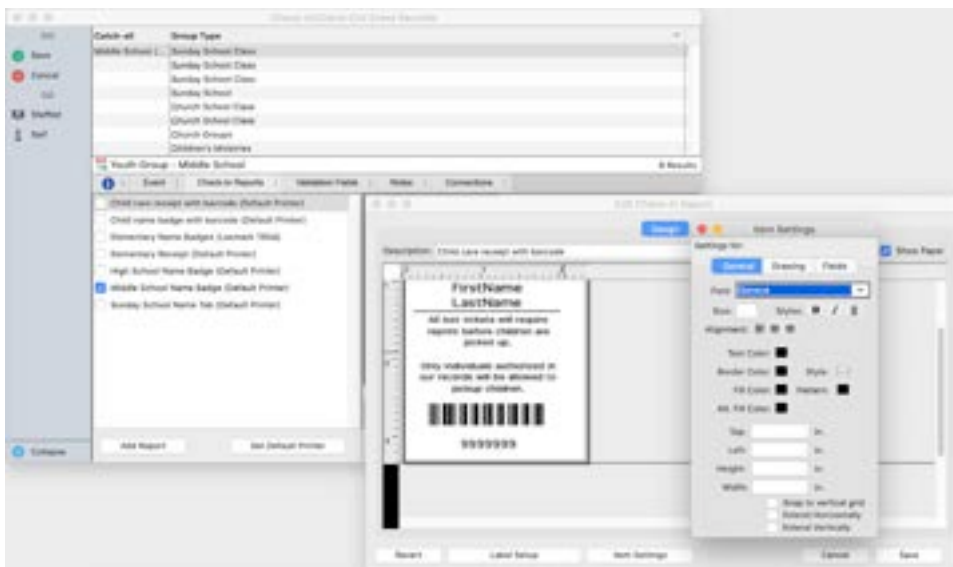 Save
Cancel
Collapse
Catch-all Group Type
Middle School Sunday School Class
Sunday School Class
Sunday School Class
Sunday School
Church School Class
Church School Class
Church Groups
Children's Ministries
Youth Group - Middle School 8 Results
Event Check-in Reports Validation Fields Notes Connections
Child care receipt with barcode (Default Printer)
Child name badge with barcode (Default Printer)
Elementary Name Badges
Elementary Receipt (Default Printer)
High School Name Badge (Default Printer)
Middle School Name Badge (Default Printer)
Sunday School Name Tab (Default Printer)
Add Report Set Default Printer
Edit Check-in Report
Design
Description: Child care receipt with barcode Show Paper
FirstName
LastName
All lost tickets will require
reprint before children are
picked up.
Only individuals authorized in
our records will be allowed to
pickup children.
9999999
Revert Label Setup Item Settings Cancel Save
Item Settings
Settings for:
General Drawing Fields
Font: Geneva
Size: Styles: B I U
Alignment:
Text Color:
Border Color: Style:
Fill Color: Pattern:
Alt. Fill Color:
Top: in.
Left: in.
Height: in.
Width: in.
Snap to vertical grid
Extend Horizontally
Extend Vertically